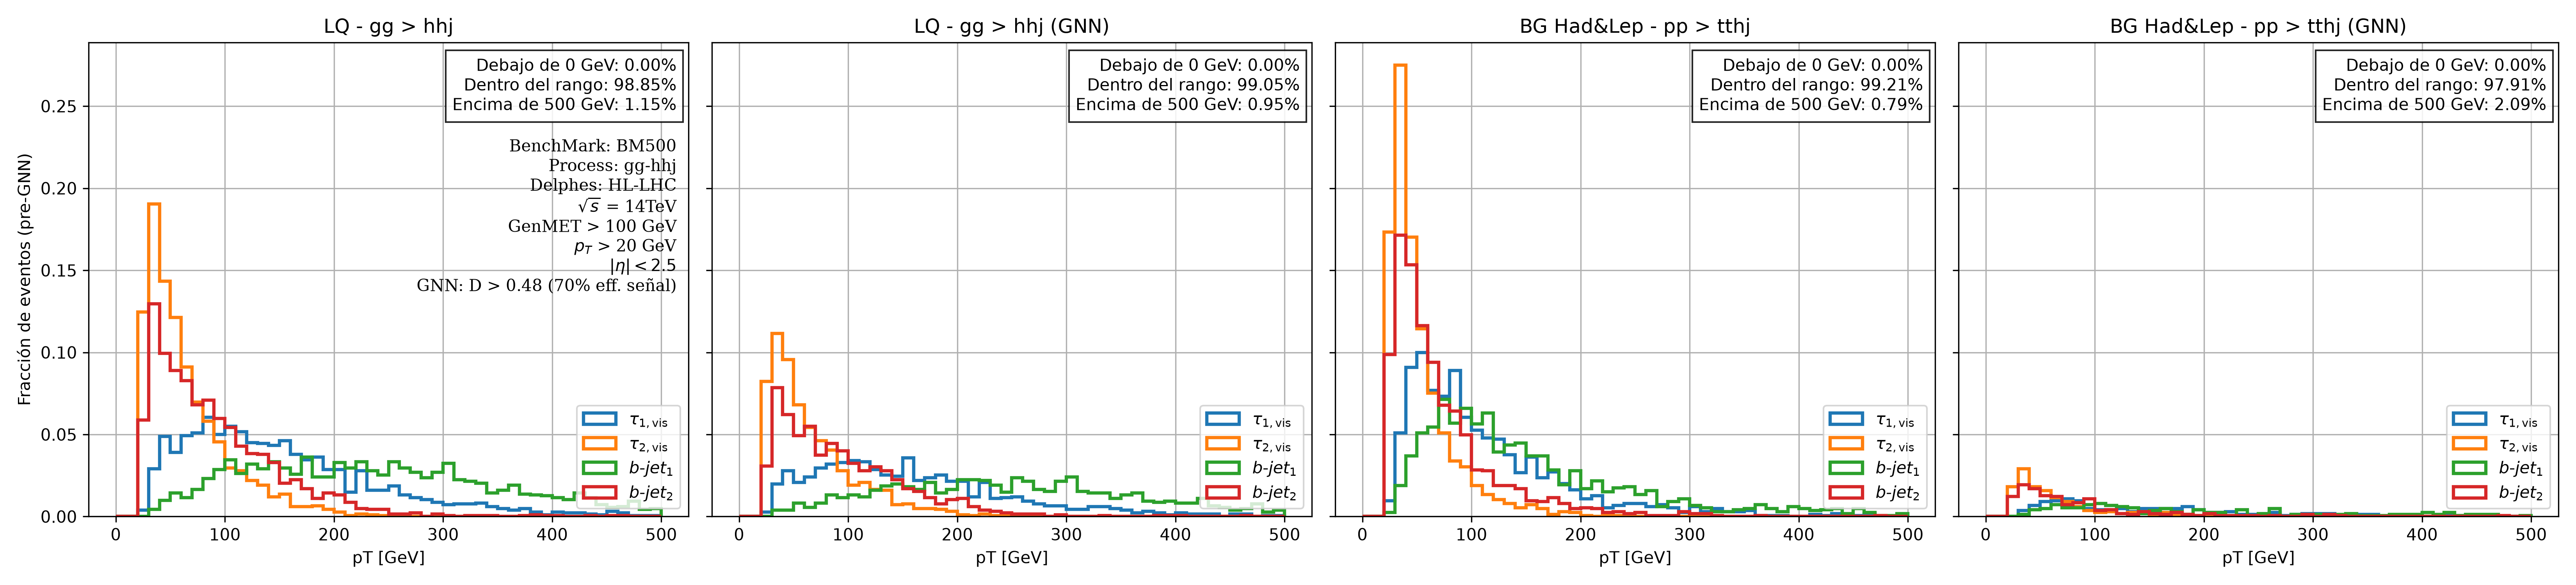 LQ - gg > hhj
Debajo de 0 GeV: 0.00%
Dentro del rango: 98.85%
Encima de 500 GeV: 1.15%
BenchMark: BM500
Process: gg-hhj
Delphes: HL-LHC
√s = 14TeV
GenMET > 100 GeV
pT > 20 GeV
|η| < 2.5
GNN: D > 0.48 (70% eff. señal)
Fracción de eventos (pre-GNN)
0.25
0.20
0.15
0.10
0.05
0.00
τ1, vis
τ2, vis
b-jet1
b-jet2
0 100 200 300 400 500
pT [GeV]
LQ - gg > hhj (GNN)
Debajo de 0 GeV: 0.00%
Dentro del rango: 99.05%
Encima de 500 GeV: 0.95%
τ1, vis
τ2, vis
b-jet1
b-jet2
0 100 200 300 400 500
pT [GeV]
BG Had&Lep - pp > tthj
Debajo de 0 GeV: 0.00%
Dentro del rango: 99.21%
Encima de 500 GeV: 0.79%
τ1, vis
τ2, vis
b-jet1
b-jet2
0 100 200 300 400 500
pT [GeV]
BG Had&Lep - pp > tthj (GNN)
Debajo de 0 GeV: 0.00%
Dentro del rango: 97.91%
Encima de 500 GeV: 2.09%
τ1, vis
τ2, vis
b-jet1
b-jet2
0 100 200 300 400 500
pT [GeV]